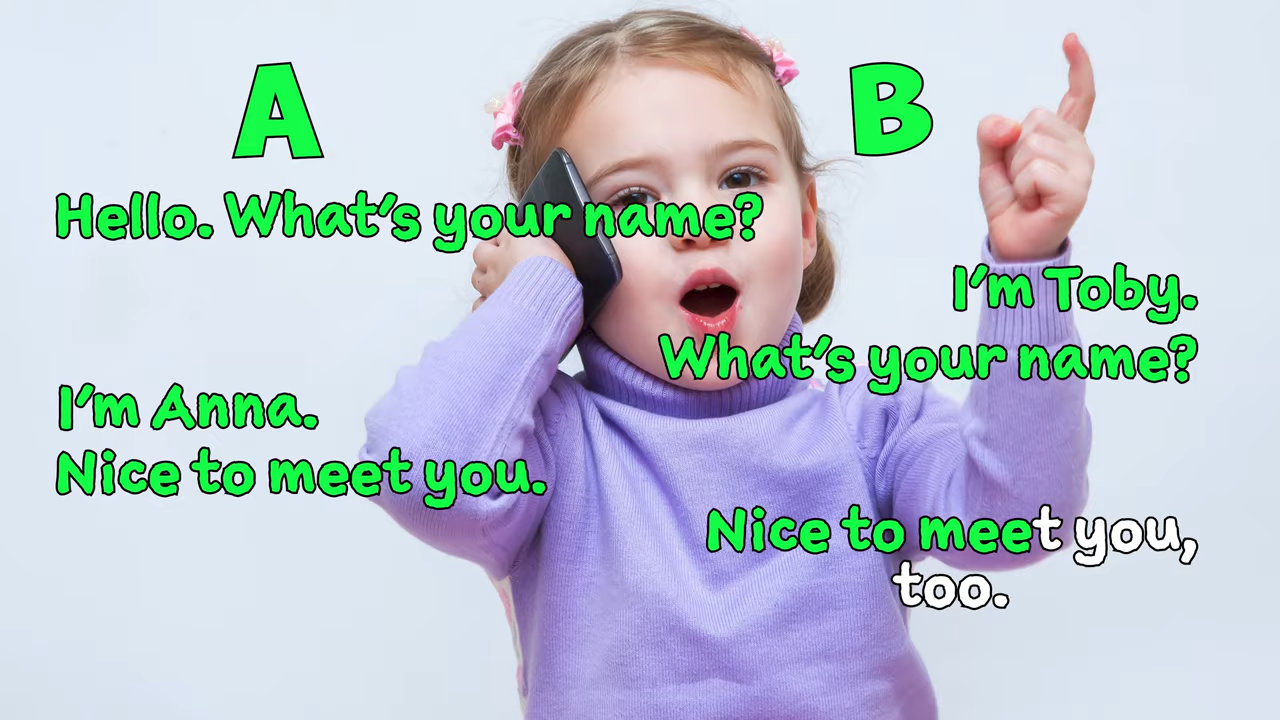 A
B
Hello. What's your name?
I'm Toby.
What's your name?
I'm Anna.
Nice to meet you.
Nice to meet you,
too.